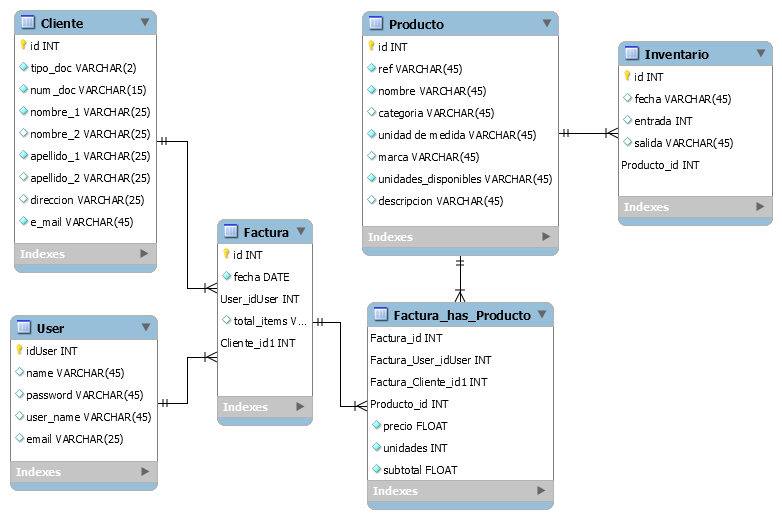 Cliente
id INT
tipo_doc VARCHAR(2)
num_doc VARCHAR(15)
nombre_1 VARCHAR(25)
nombre_2 VARCHAR(25)
apellido_1 VARCHAR(25)
apellido_2 VARCHAR(25)
direccion VARCHAR(25)
e_mail VARCHAR(45)
Indexes
Producto
id INT
ref VARCHAR(45)
nombre VARCHAR(45)
categoria VARCHAR(45)
unidad de medida VARCHAR(45)
marca VARCHAR(45)
unidades_disponibles VARCHAR(45)
descripcion VARCHAR(45)
Indexes
Inventario
id INT
fecha VARCHAR(45)
entrada INT
salida VARCHAR(45)
Producto_id INT
Indexes
Factura
id INT
fecha DATE
User_idUser INT
total_items V...
Cliente_id1 INT
Indexes
User
idUser INT
name VARCHAR(45)
password VARCHAR(45)
user_name VARCHAR(45)
email VARCHAR(25)
Indexes
Factura_has_Producto
Factura_id INT
Factura_User_idUser INT
Factura_Cliente_id1 INT
Producto_id INT
precio FLOAT
unidades INT
subtotal FLOAT
Indexes